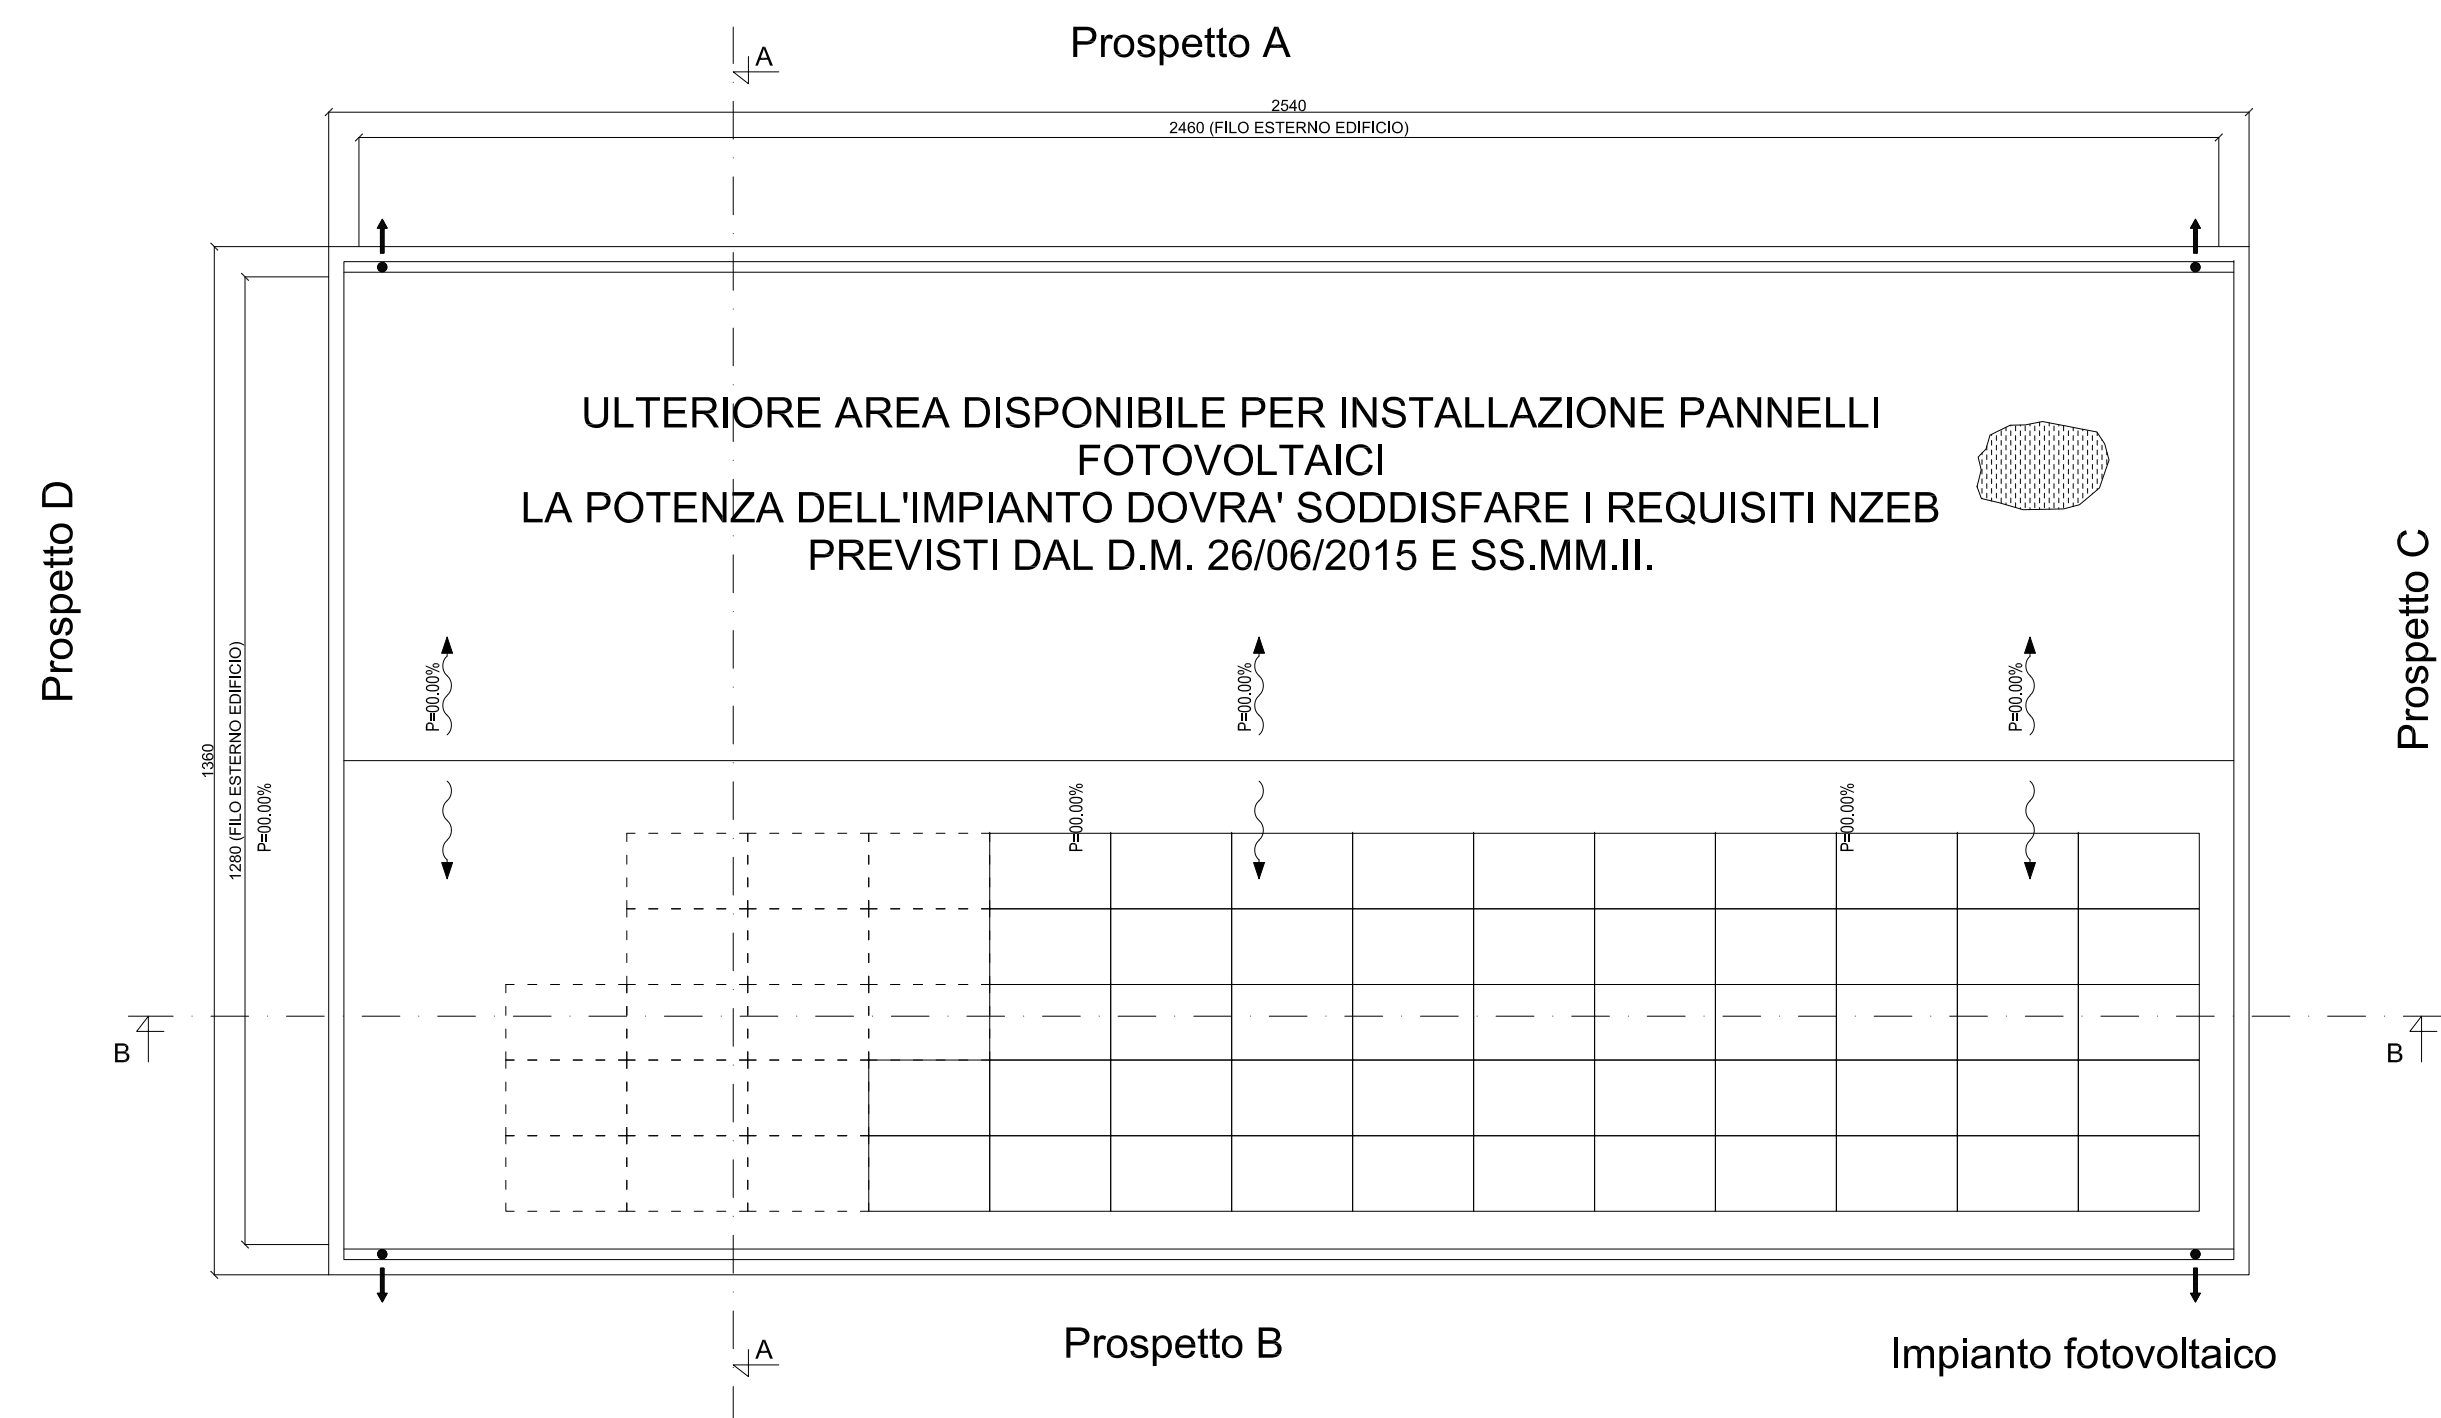 Prospetto A
A
2540
2460 (FILO ESTERNO EDIFICIO)
ULTERIORE AREA DISPONIBILE PER INSTALLAZIONE PANNELLI
FOTOVOLTAICI
LA POTENZA DELL'IMPIANTO DOVRA' SODDISFARE I REQUISITI NZEB
PREVISTI DAL D.M. 26/06/2015 E SS.MM.II.
Prospetto D
Prospetto C
P=00.00%
P=00.00%
P=00.00%
1360
1280 (FILO ESTERNO EDIFICIO)
P=00.00%
P=00.00%
P=00.00%
B
B
A
Prospetto B
Impianto fotovoltaico